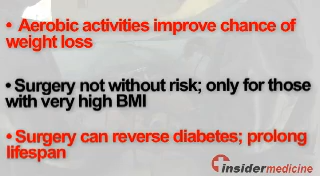 • Aerobic activities improve chance of
weight loss
• Surgery not without risk; only for those
with very high BMI
• Surgery can reverse diabetes; prolong
lifespan
insidermedicine